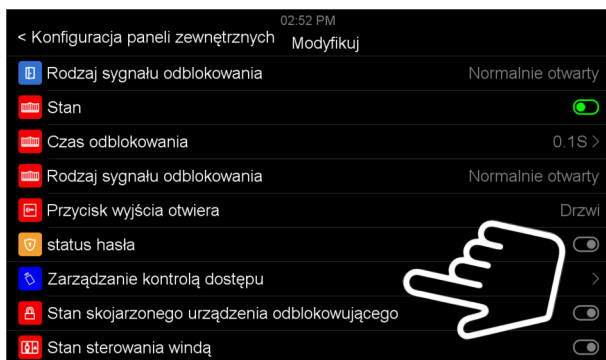 02:52 PM
< Konfiguracja paneli zewnętrznych Modyfikuj
Rodzaj sygnału odblokowania Normalnie otwarty
Stan
Czas odblokowania 0.1S >
Rodzaj sygnału odblokowania Normalnie otwarty
Przycisk wyjścia otwiera Drzwi
status hasła
Zarządzanie kontrolą dostępu >
Stan skojarzonego urządzenia odblokowującego
Stan sterowania windą